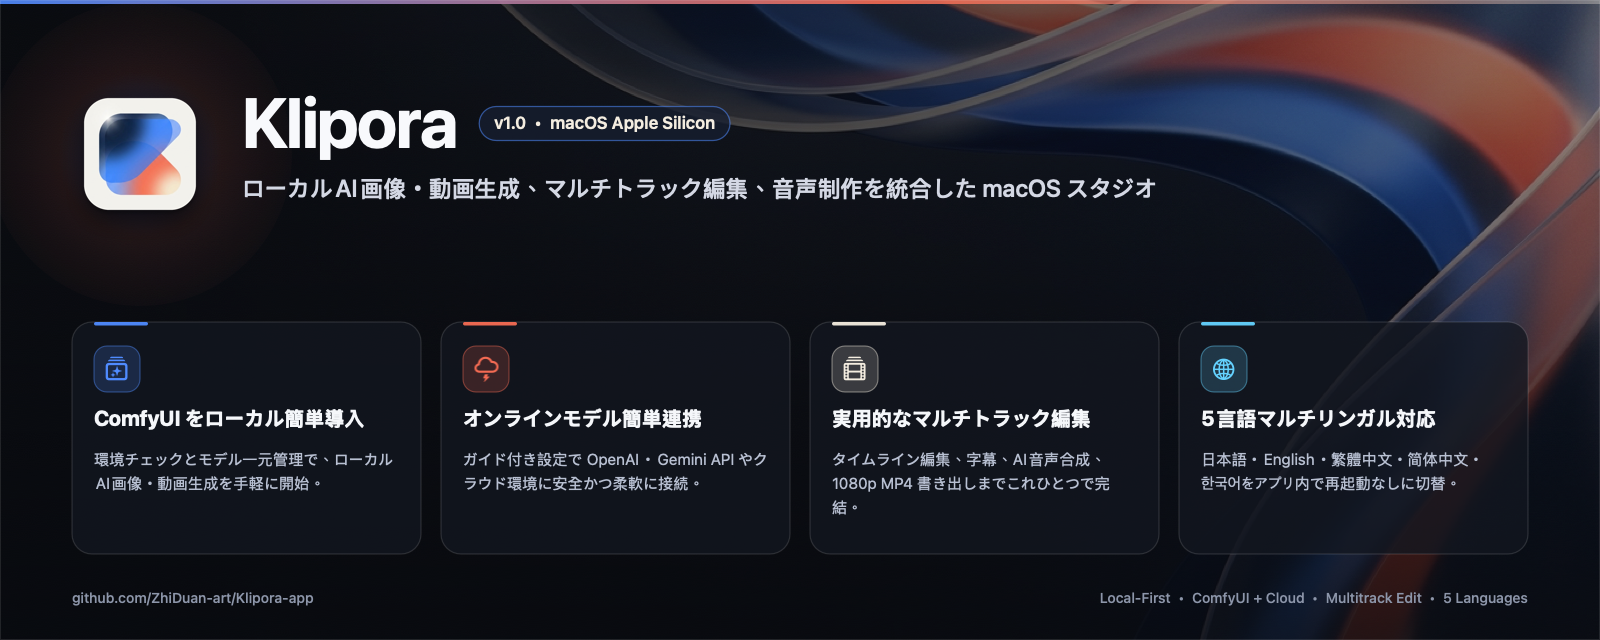 Klipora
v1.0 • macOS Apple Silicon
ローカルAI画像・動画生成、マルチトラック編集、音声制作を統合した macOS スタジオ
ComfyUI をローカル簡単導入
環境チェックとモデル一元管理で、ローカル
AI画像・動画生成を手軽に開始。
オンラインモデル簡単連携
ガイド付き設定で OpenAI・Gemini API やク
ラウド環境に安全かつ柔軟に接続。
実用的なマルチトラック編集
タイムライン編集、字幕、AI音声合成、
1080p MP4 書き出しまでこれひとつで完
結。
5言語マルチリンガル対応
日本語・English・繁體中文・简体中文・
한국어をアプリ内で再起動なしに切替。
github.com/ZhiDuan-art/Klipora-app
Local-First • ComfyUI + Cloud • Multitrack Edit • 5 Languages